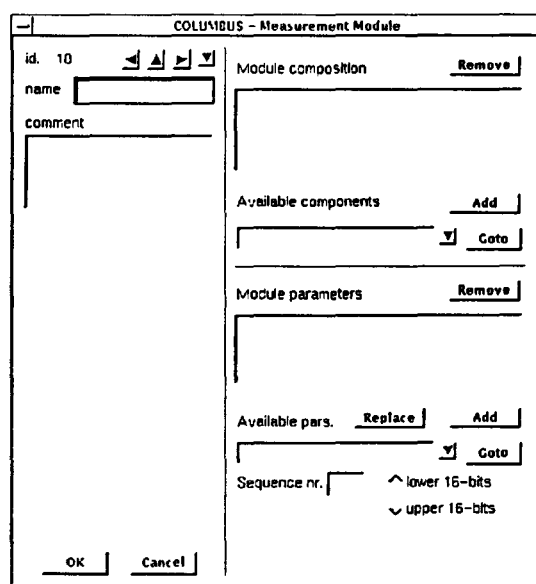 COLUMBUS - Measurement Module
id. 10
name
comment
OK Cancel
Module composition Remove
Available components Add
Goto
Module parameters Remove
Available pars. Replace Add
Goto
Sequence nr. lower 16-bits
upper 16-bits